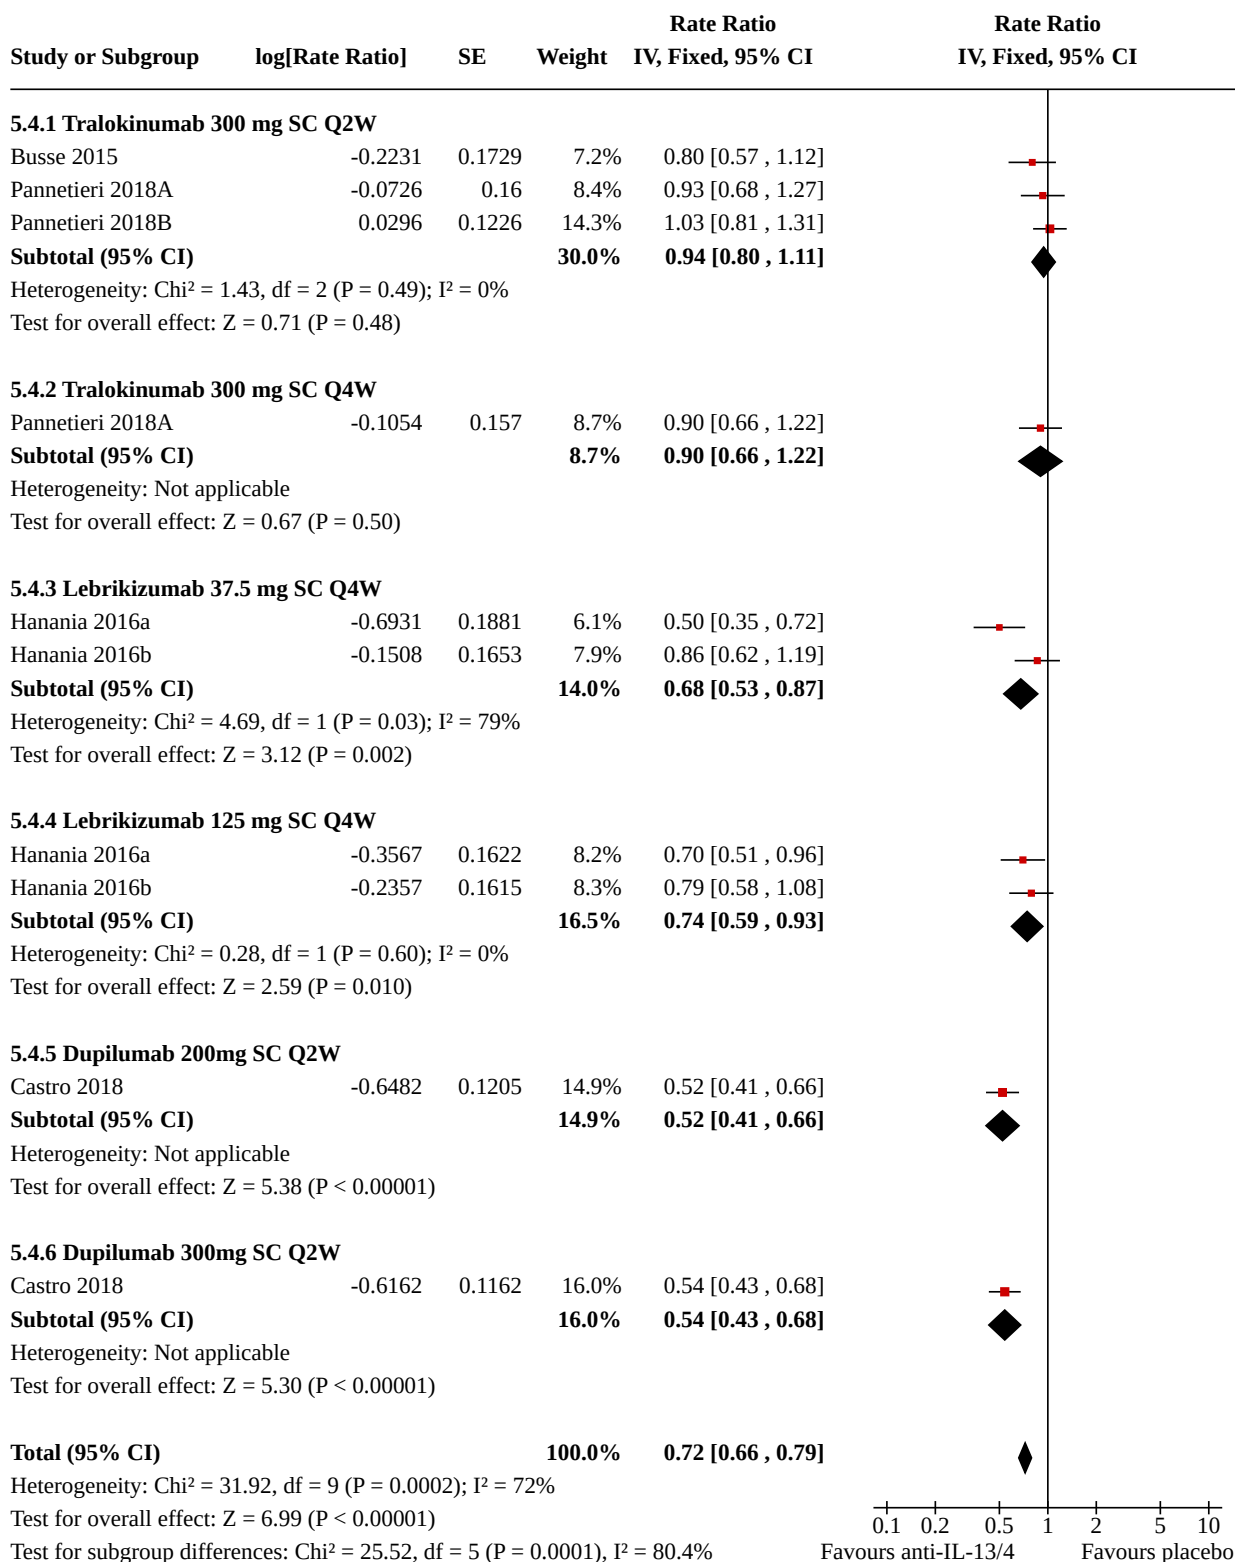 Rate Ratio Rate Ratio
Study or Subgroup log[Rate Ratio] SE Weight IV, Fixed, 95% CI IV, Fixed, 95% CI
5.4.1 Tralokinumab 300 mg SC Q2W
Busse 2015 -0.2231 0.1729 7.2% 0.80 [0.57 , 1.12]
Pannetieri 2018A -0.0726 0.16 8.4% 0.93 [0.68 , 1.27]
Pannetieri 2018B 0.0296 0.1226 14.3% 1.03 [0.81 , 1.31]
Subtotal (95% CI) 30.0% 0.94 [0.80 , 1.11]
Heterogeneity: Chi² = 1.43, df = 2 (P = 0.49); I² = 0%
Test for overall effect: Z = 0.71 (P = 0.48)
5.4.2 Tralokinumab 300 mg SC Q4W
Pannetieri 2018A -0.1054 0.157 8.7% 0.90 [0.66 , 1.22]
Subtotal (95% CI) 8.7% 0.90 [0.66 , 1.22]
Heterogeneity: Not applicable
Test for overall effect: Z = 0.67 (P = 0.50)
5.4.3 Lebrikizumab 37.5 mg SC Q4W
Hanania 2016a -0.6931 0.1881 6.1% 0.50 [0.35 , 0.72]
Hanania 2016b -0.1508 0.1653 7.9% 0.86 [0.62 , 1.19]
Subtotal (95% CI) 14.0% 0.68 [0.53 , 0.87]
Heterogeneity: Chi² = 4.69, df = 1 (P = 0.03); I² = 79%
Test for overall effect: Z = 3.12 (P = 0.002)
5.4.4 Lebrikizumab 125 mg SC Q4W
Hanania 2016a -0.3567 0.1622 8.2% 0.70 [0.51 , 0.96]
Hanania 2016b -0.2357 0.1615 8.3% 0.79 [0.58 , 1.08]
Subtotal (95% CI) 16.5% 0.74 [0.59 , 0.93]
Heterogeneity: Chi² = 0.28, df = 1 (P = 0.60); I² = 0%
Test for overall effect: Z = 2.59 (P = 0.010)
5.4.5 Dupilumab 200mg SC Q2W
Castro 2018 -0.6482 0.1205 14.9% 0.52 [0.41 , 0.66]
Subtotal (95% CI) 14.9% 0.52 [0.41 , 0.66]
Heterogeneity: Not applicable
Test for overall effect: Z = 5.38 (P < 0.00001)
5.4.6 Dupilumab 300mg SC Q2W
Castro 2018 -0.6162 0.1162 16.0% 0.54 [0.43 , 0.68]
Subtotal (95% CI) 16.0% 0.54 [0.43 , 0.68]
Heterogeneity: Not applicable
Test for overall effect: Z = 5.30 (P < 0.00001)
Total (95% CI) 100.0% 0.72 [0.66 , 0.79]
Heterogeneity: Chi² = 31.92, df = 9 (P = 0.0002); I² = 72%
Test for overall effect: Z = 6.99 (P < 0.00001) 0.1 0.2 0.5 1 2 5 10
Test for subgroup differences: Chi² = 25.52, df = 5 (P = 0.0001), I² = 80.4% Favours anti-IL-13/4 Favours placebo